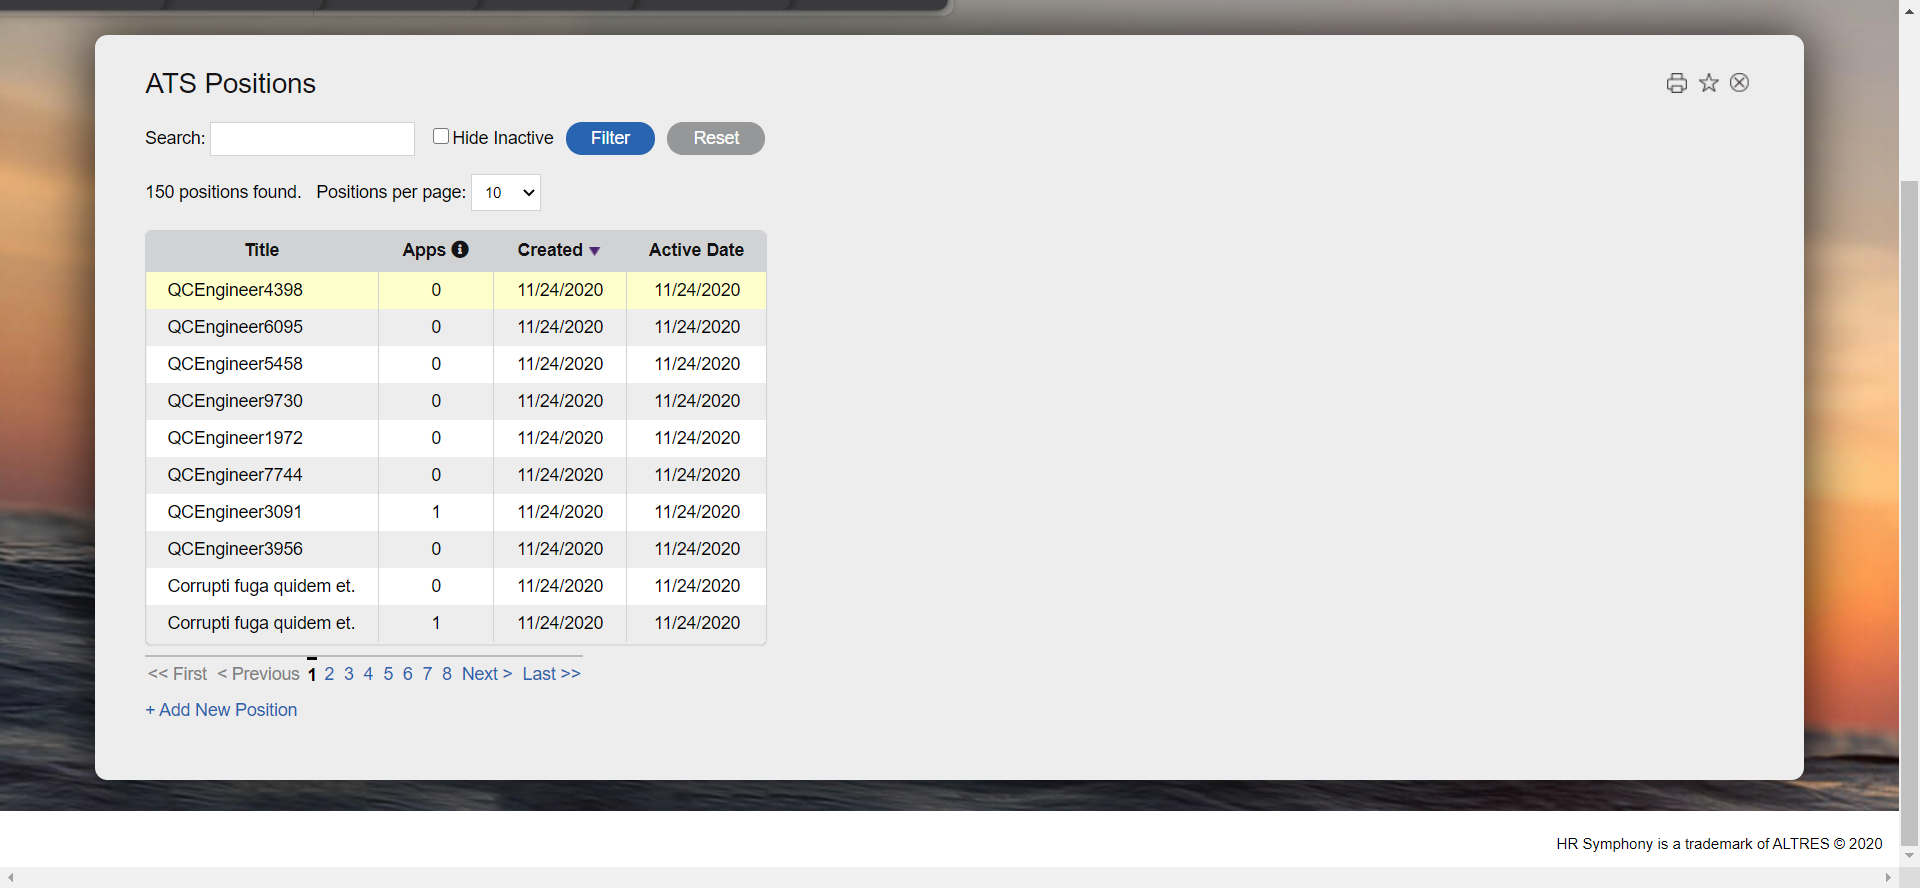 ATS Positions
Search: Hide Inactive Filter Reset
150 positions found. Positions per page: 10
Title Apps Created Active Date
QCEngineer4398 0 11/24/2020 11/24/2020
QCEngineer6095 0 11/24/2020 11/24/2020
QCEngineer5458 0 11/24/2020 11/24/2020
QCEngineer9730 0 11/24/2020 11/24/2020
QCEngineer1972 0 11/24/2020 11/24/2020
QCEngineer7744 0 11/24/2020 11/24/2020
QCEngineer3091 1 11/24/2020 11/24/2020
QCEngineer3956 0 11/24/2020 11/24/2020
Corrupti fuga quidem et. 0 11/24/2020 11/24/2020
Corrupti fuga quidem et. 1 11/24/2020 11/24/2020
<< First < Previous 1 2 3 4 5 6 7 8 Next > Last >>
+ Add New Position
HR Symphony is a trademark of ALTRES © 2020